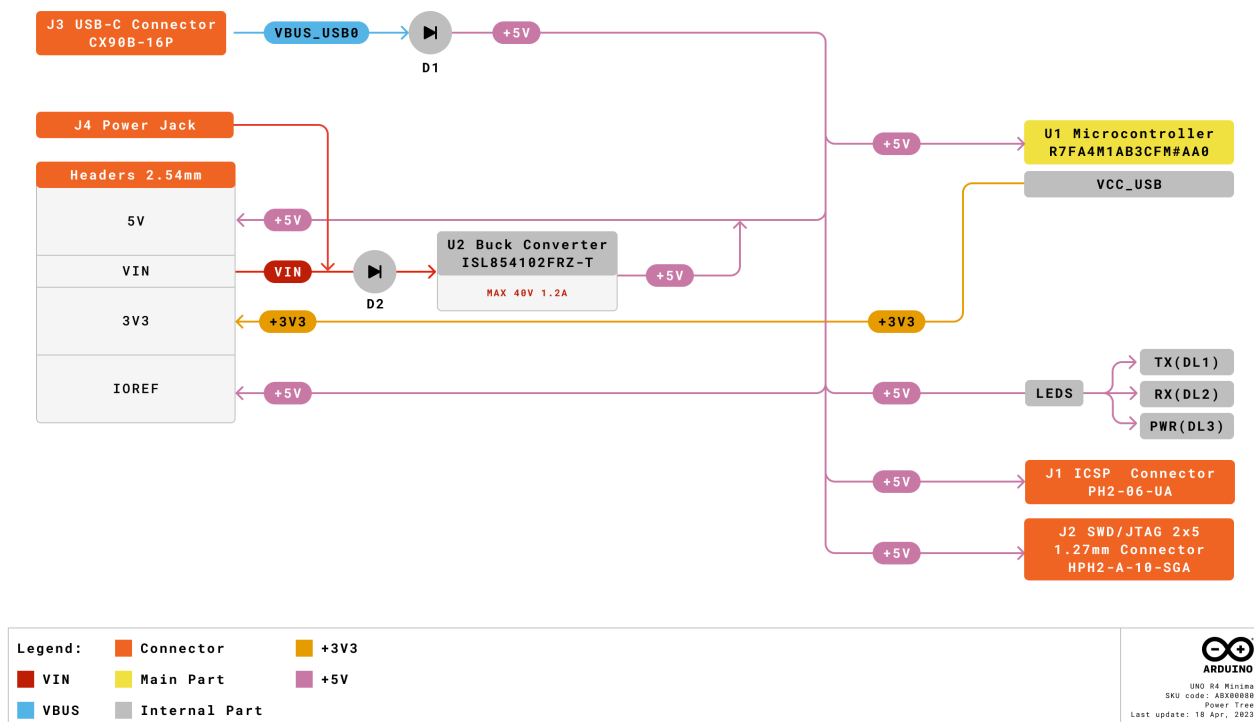 J3 USB-C Connector
CX90B-16P
VBUS_USB0
+5V
D1
J4 Power Jack
Headers 2.54mm
5V
VIN
3V3
IOREF
+5V
VIN
D2
U2 Buck Converter
ISL854102FRZ-T
MAX 40V 1.2A
+5V
+3V3
+3V3
+5V
+5V
U1 Microcontroller
R7FA4M1AB3CFM#AA0
VCC_USB
+5V
LEDS
TX(DL1)
RX(DL2)
PWR(DL3)
+5V
J1 ICSP Connector
PH2-06-UA
+5V
J2 SWD/JTAG 2x5
1.27mm Connector
HPH2-A-10-SGA
Legend:
VIN
VBUS
Connector
Main Part
Internal Part
+3V3
+5V
ARDUINO
UNO R4 Minima
SKU code: ABX00080
Power Tree
Last update: 18 Apr, 2023